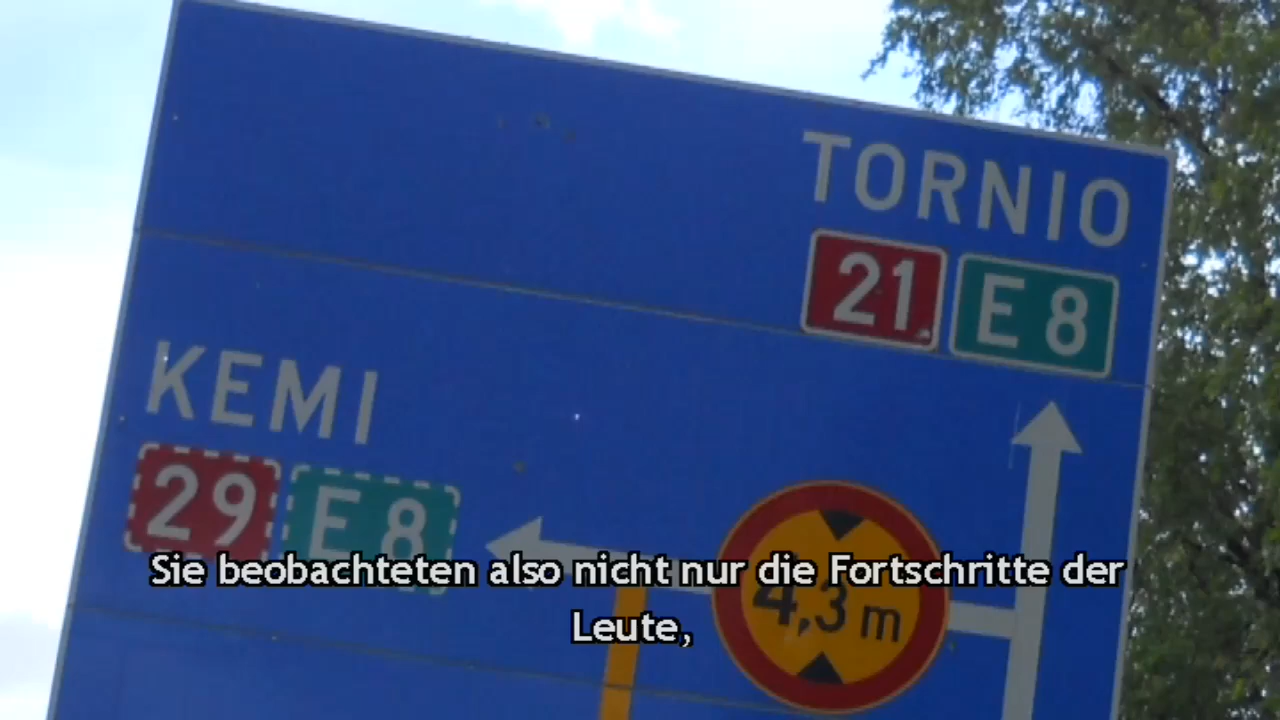 TORNIO
21 E 8
KEMI
29 E 8
4,3 m
Sie beobachteten also nicht nur die Fortschritte der
Leute,